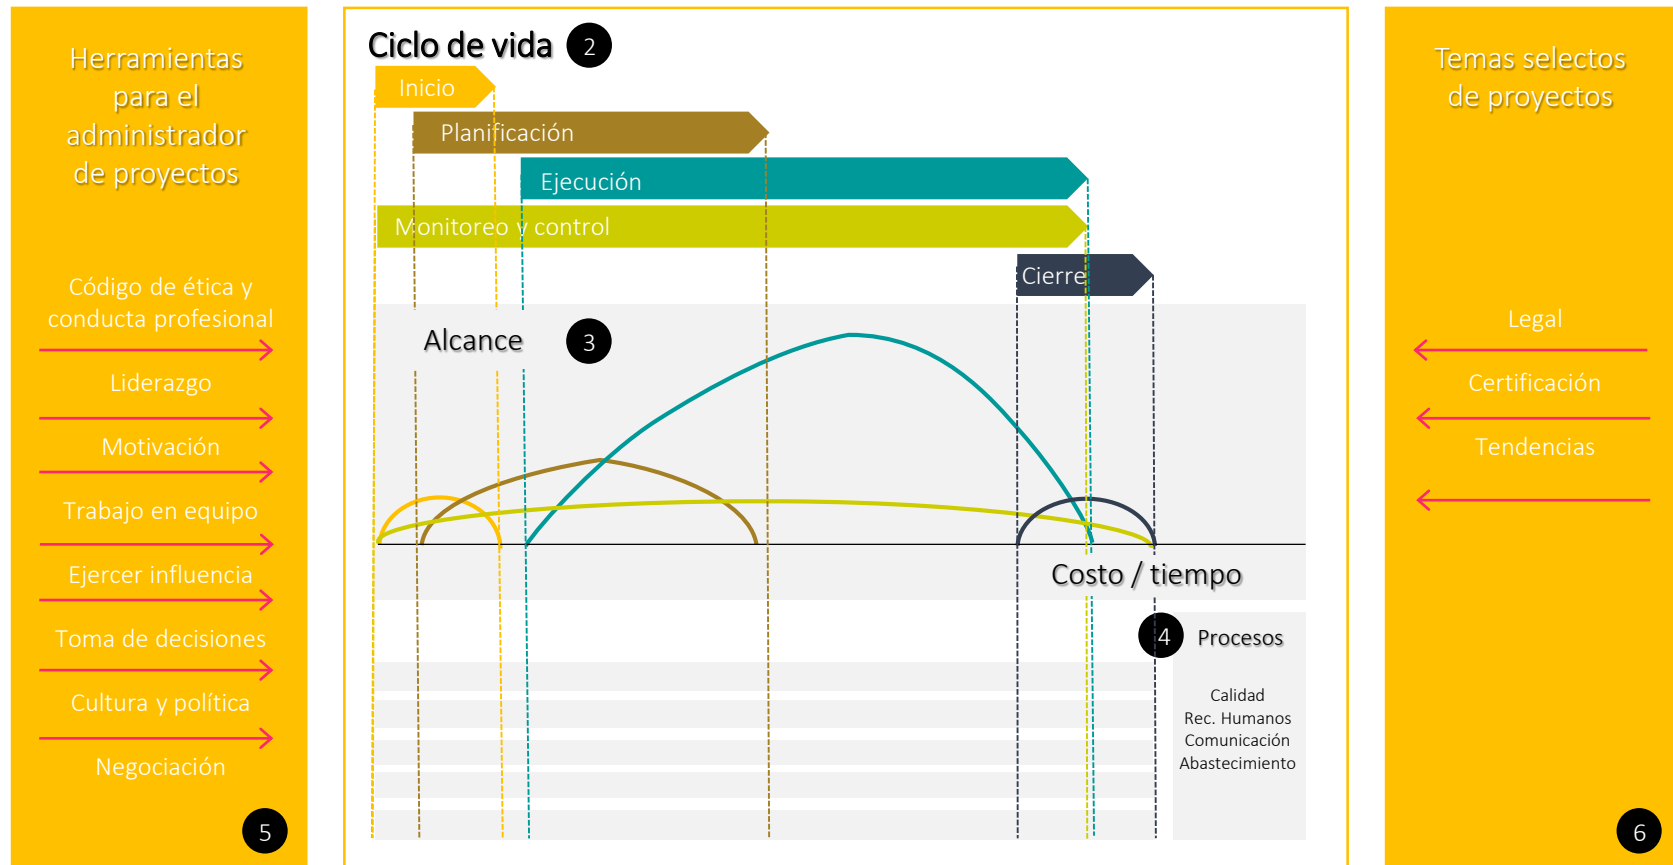 Herramientas
para el
administrador
de proyectos
Código de ética y
conducta profesional
Liderazgo
Motivación
Trabajo en equipo
Ejercer influencia
Toma de decisiones
Cultura y política
Negociación
5
Ciclo de vida 2
Inicio
Planificación
Ejecución
Monitoreo y control
Cierre
Alcance 3
Costo / tiempo
4 Procesos
Calidad
Rec. Humanos
Comunicación
Abastecimiento
Temas selectos
de proyectos
Legal
Certificación
Tendencias
6